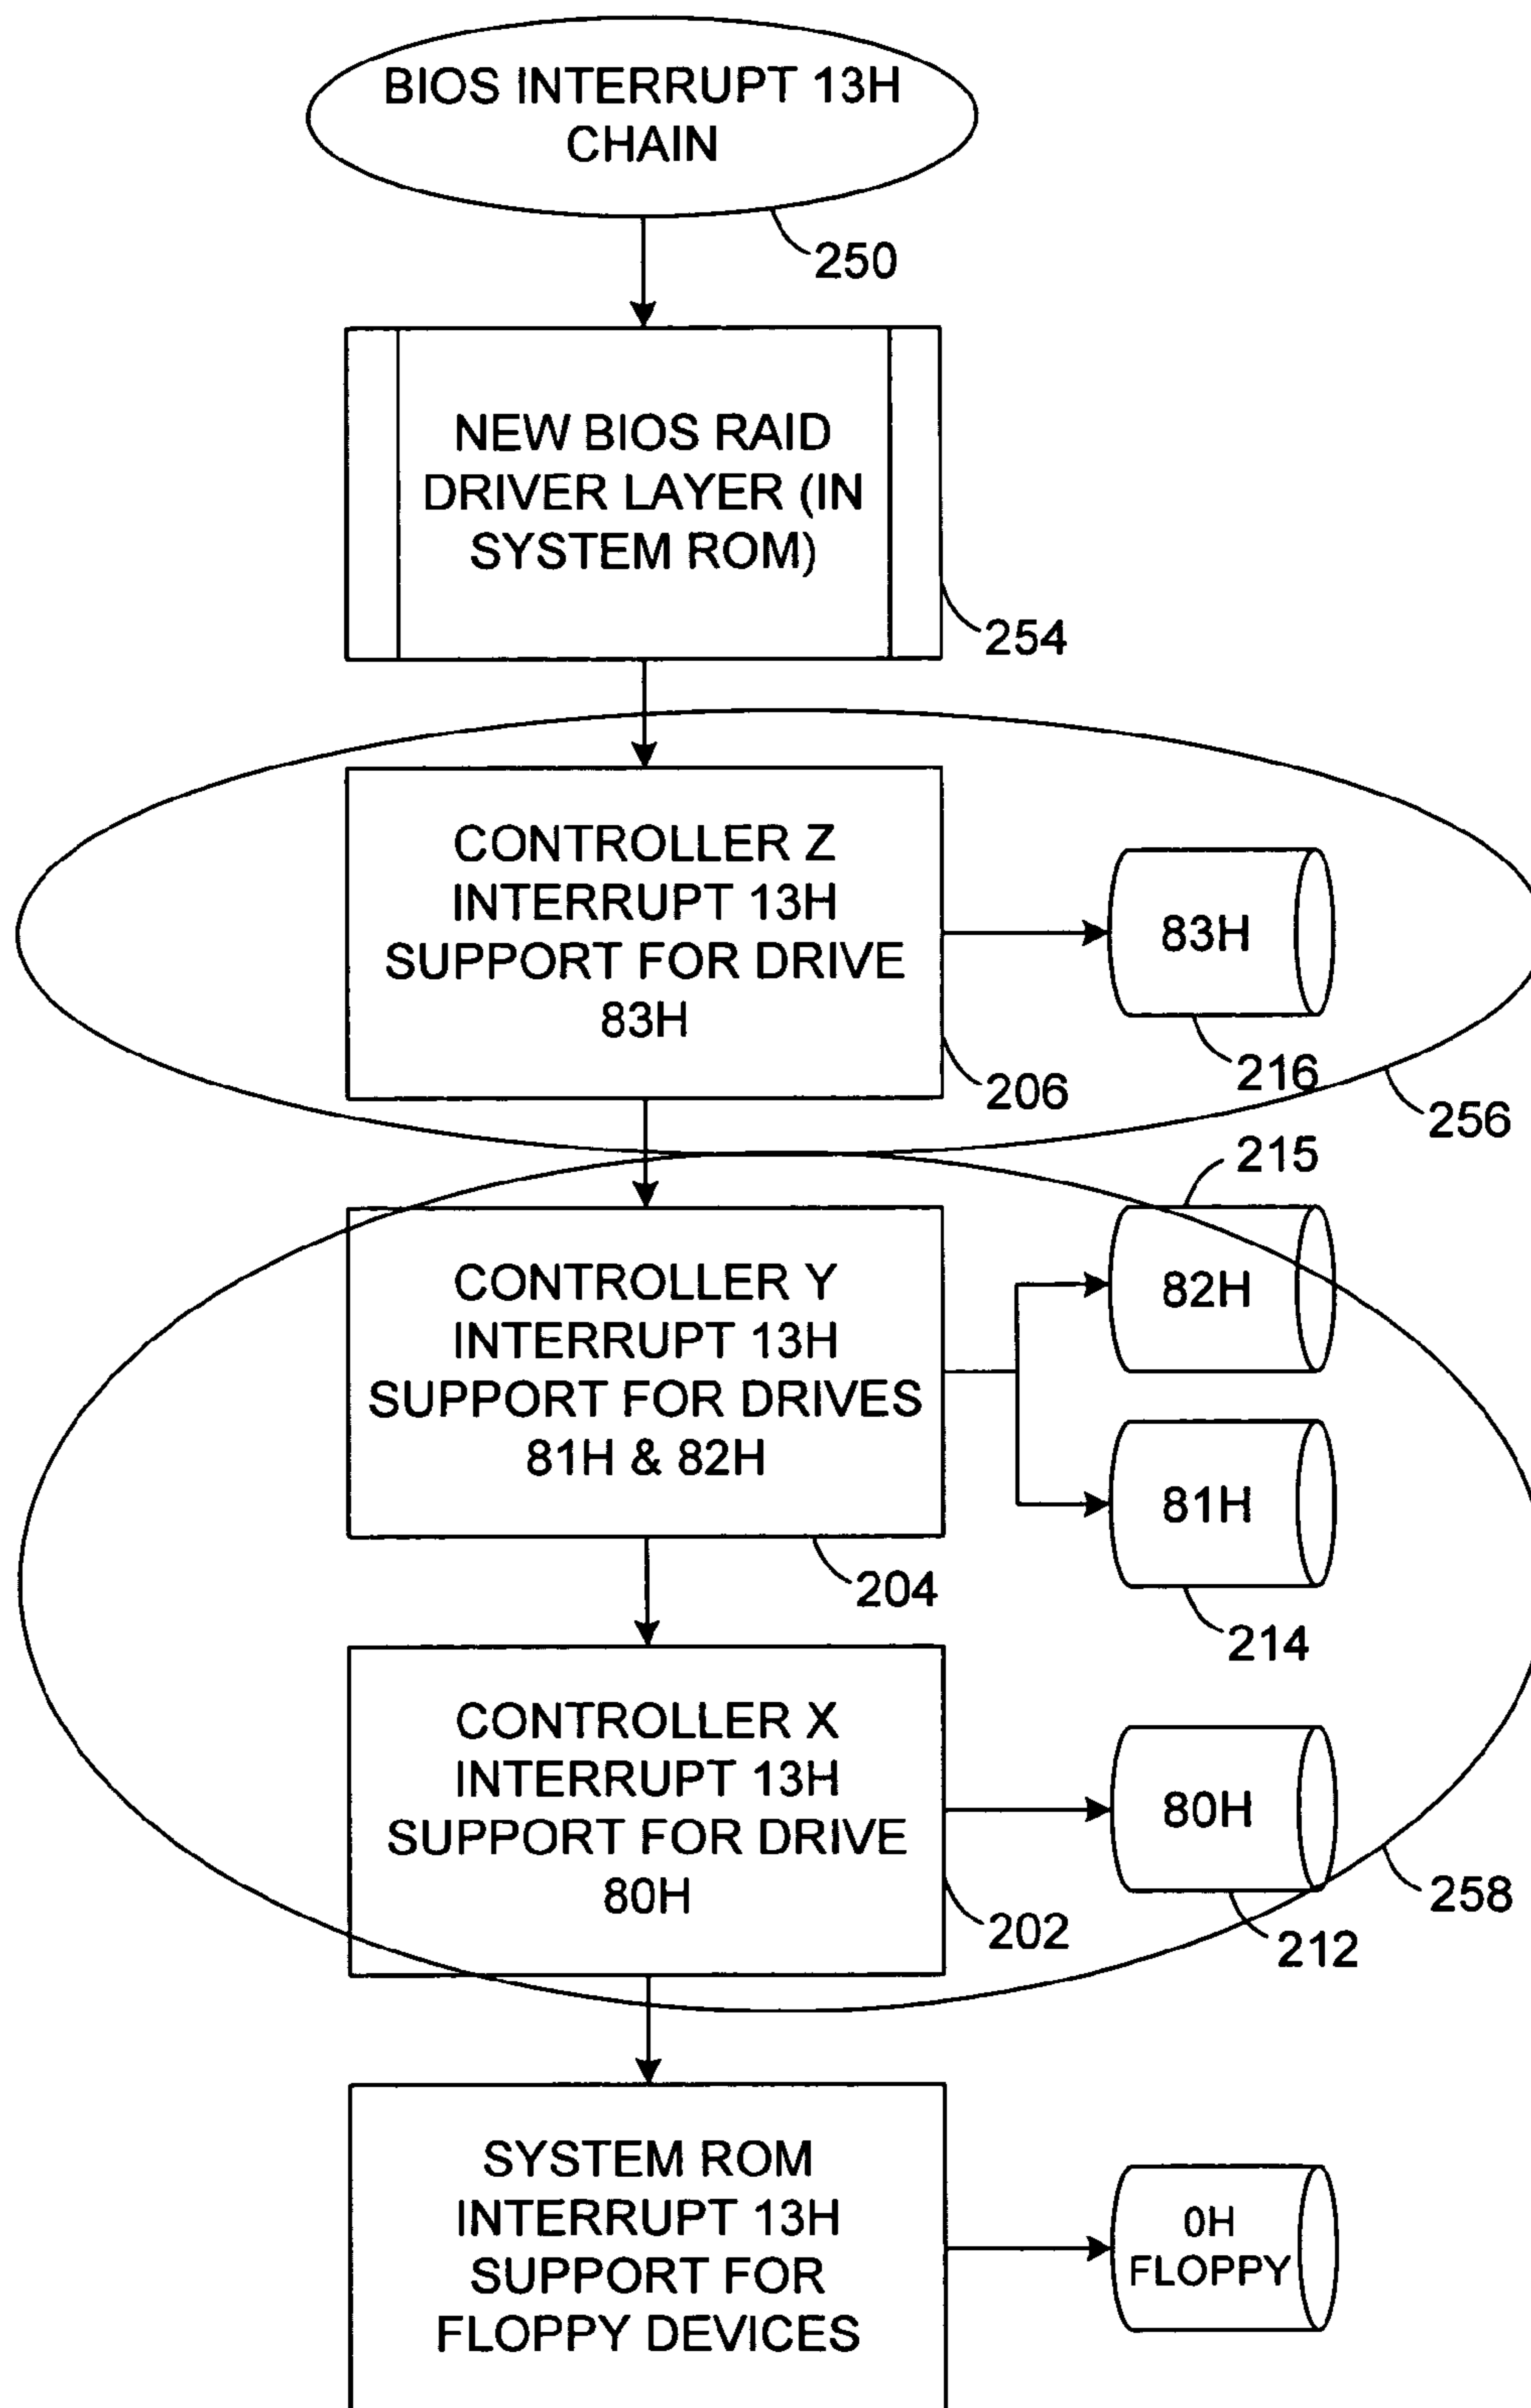 BIOS INTERRUPT 13H
CHAIN
250
NEW BIOS RAID
DRIVER LAYER (IN
SYSTEM ROM)
254
CONTROLLER Z
INTERRUPT 13H
SUPPORT FOR DRIVE
83H
83H
216
206
256
215
CONTROLLER Y
INTERRUPT 13H
SUPPORT FOR DRIVES
81H & 82H
82H
81H
204
214
CONTROLLER X
INTERRUPT 13H
SUPPORT FOR DRIVE
80H
80H
258
202
212
SYSTEM ROM
INTERRUPT 13H
SUPPORT FOR
FLOPPY DEVICES
0H
FLOPPY